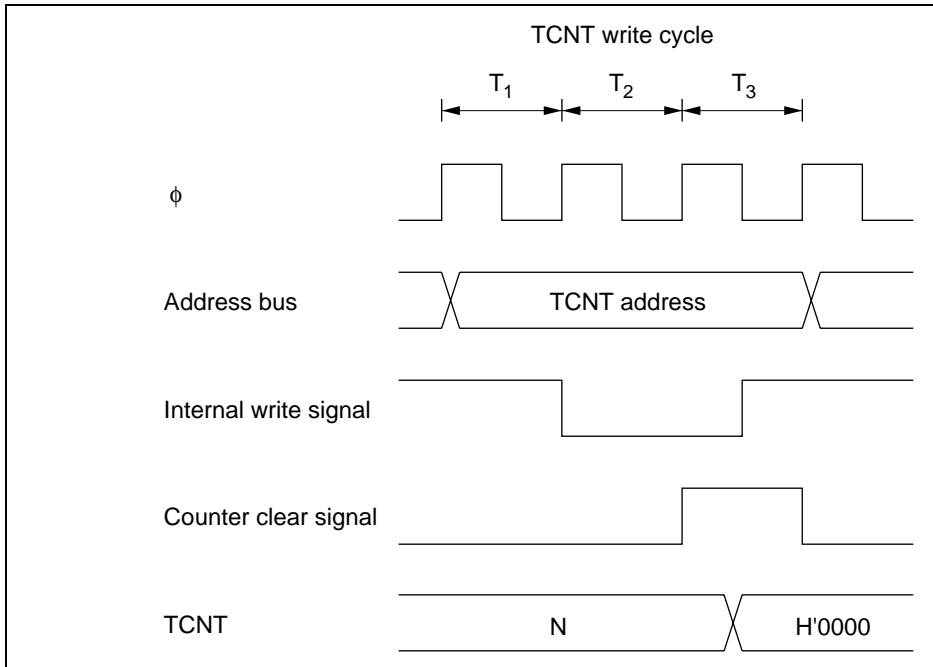 TCNT write cycle
T1 T2 T3
ϕ
Address bus TCNT address
Internal write signal
Counter clear signal
TCNT N H'0000